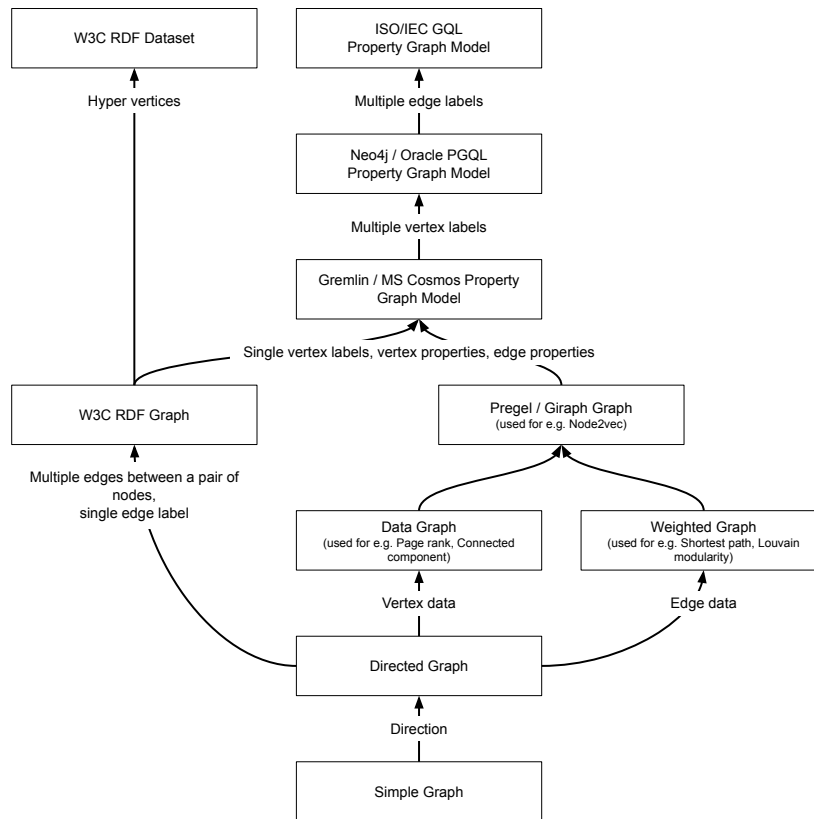 W3C RDF Dataset
ISO/IEC GQL
Property Graph Model
Hyper vertices
Multiple edge labels
Neo4j / Oracle PGQL
Property Graph Model
Multiple vertex labels
Gremlin / MS Cosmos Property
Graph Model
Single vertex labels, vertex properties, edge properties
W3C RDF Graph
Pregel / Giraph Graph
(used for e.g. Node2vec)
Multiple edges between a pair of
nodes,
single edge label
Data Graph
(used for e.g. Page rank, Connected
component)
Weighted Graph
(used for e.g. Shortest path, Louvain
modularity)
Vertex data
Edge data
Directed Graph
Direction
Simple Graph